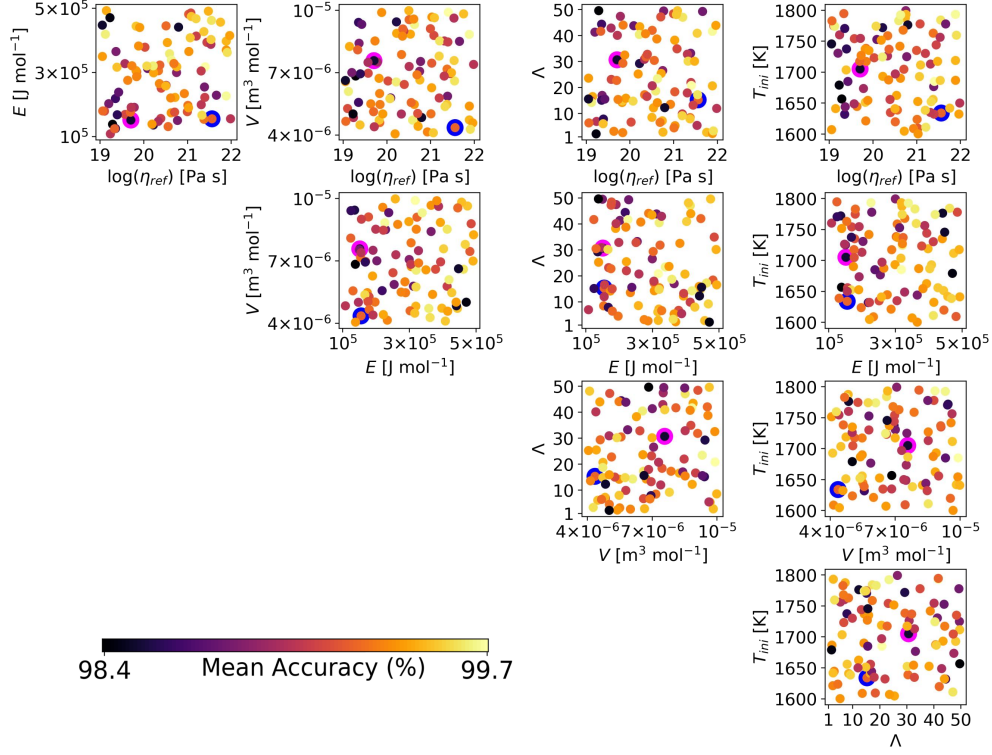 5×10⁵
3×10⁵
10⁵
E [J mol⁻¹]
19 20 21 22
log(η_ref) [Pa s]
10⁻⁵
7×10⁻⁶
4×10⁻⁶
V [m³ mol⁻¹]
19 20 21 22
log(η_ref) [Pa s]
50
40
30
20
10
1
Λ
19 20 21 22
log(η_ref) [Pa s]
1800
1750
1700
1650
1600
T_ini [K]
19 20 21 22
log(η_ref) [Pa s]
10⁻⁵
7×10⁻⁶
4×10⁻⁶
V [m³ mol⁻¹]
10⁵ 3×10⁵ 5×10⁵
E [J mol⁻¹]
50
40
30
20
10
1
Λ
10⁵ 3×10⁵ 5×10⁵
E [J mol⁻¹]
1800
1750
1700
1650
1600
T_ini [K]
10⁵ 3×10⁵ 5×10⁵
E [J mol⁻¹]
50
40
30
20
10
1
Λ
4×10⁻⁶ 7×10⁻⁶ 10⁻⁵
V [m³ mol⁻¹]
1800
1750
1700
1650
1600
T_ini [K]
4×10⁻⁶ 7×10⁻⁶ 10⁻⁵
V [m³ mol⁻¹]
1800
1750
1700
1650
1600
T_ini [K]
1 10 20 30 40 50
Λ
98.4 Mean Accuracy (%) 99.7